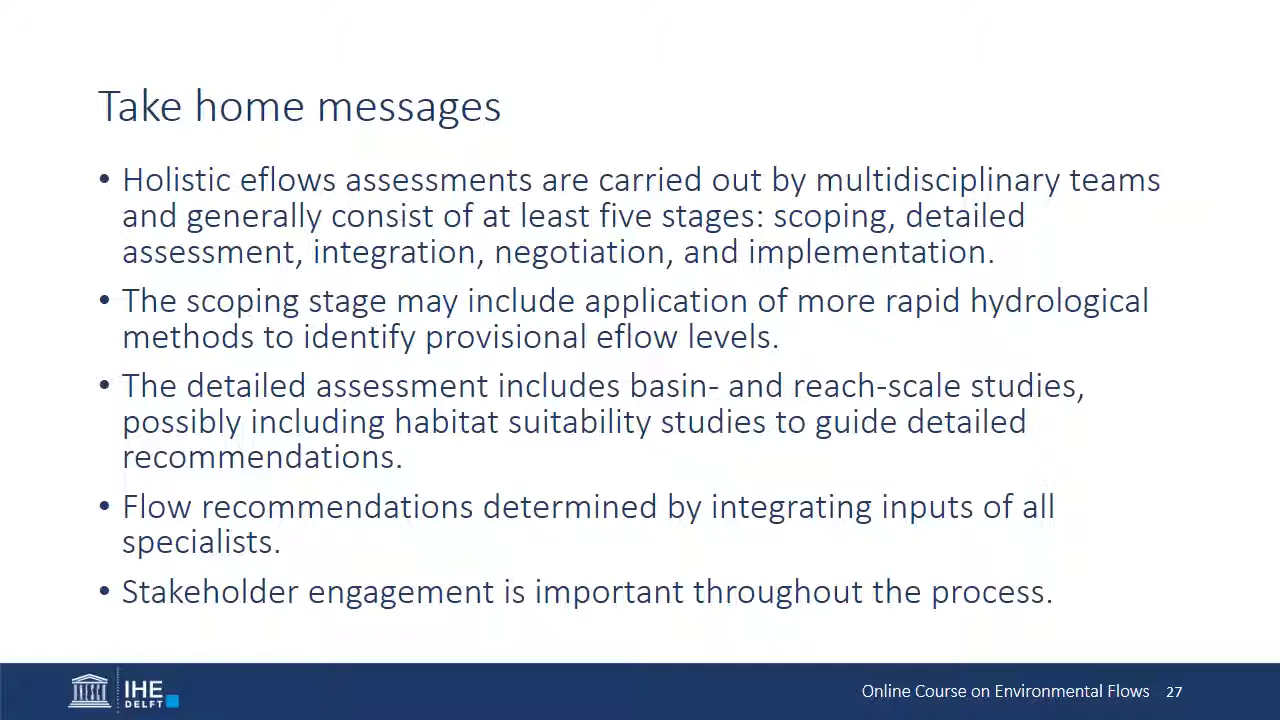 Take home messages
• Holistic eflows assessments are carried out by multidisciplinary teams
and generally consist of at least five stages: scoping, detailed
assessment, integration, negotiation, and implementation.
• The scoping stage may include application of more rapid hydrological
methods to identify provisional eflow levels.
• The detailed assessment includes basin- and reach-scale studies,
possibly including habitat suitability studies to guide detailed
recommendations.
• Flow recommendations determined by integrating inputs of all
specialists.
• Stakeholder engagement is important throughout the process.
IHE
DELFT
Online Course on Environmental Flows 27